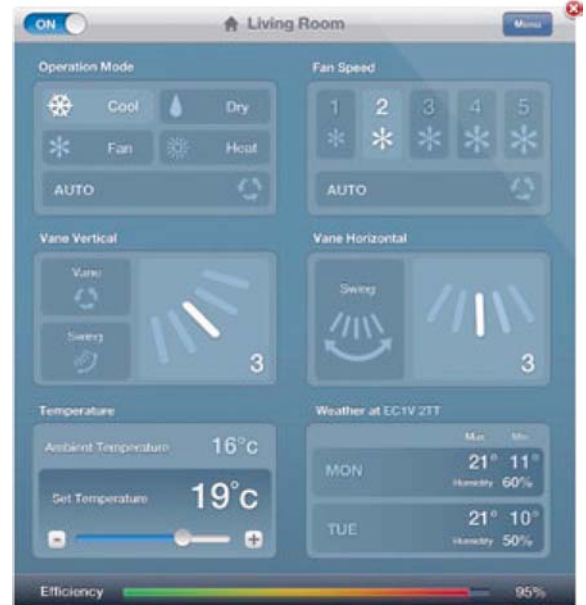 ON
Living Room
Menu
Operation Mode
Cool
Dry
Fan
Heat
AUTO
Fan Speed
1 2 3 4 5
AUTO
Vane Vertical
Vane
Swing
3
Vane Horizontal
Swing
3
Temperature
Ambient Temperature 16°c
Set Temperature 19°c
- +
Weather at EC1V 2TT
Max Min
MON 21° 11°
Humidity 60%
TUE 21° 10°
Humidity 50%
Efficiency 95%